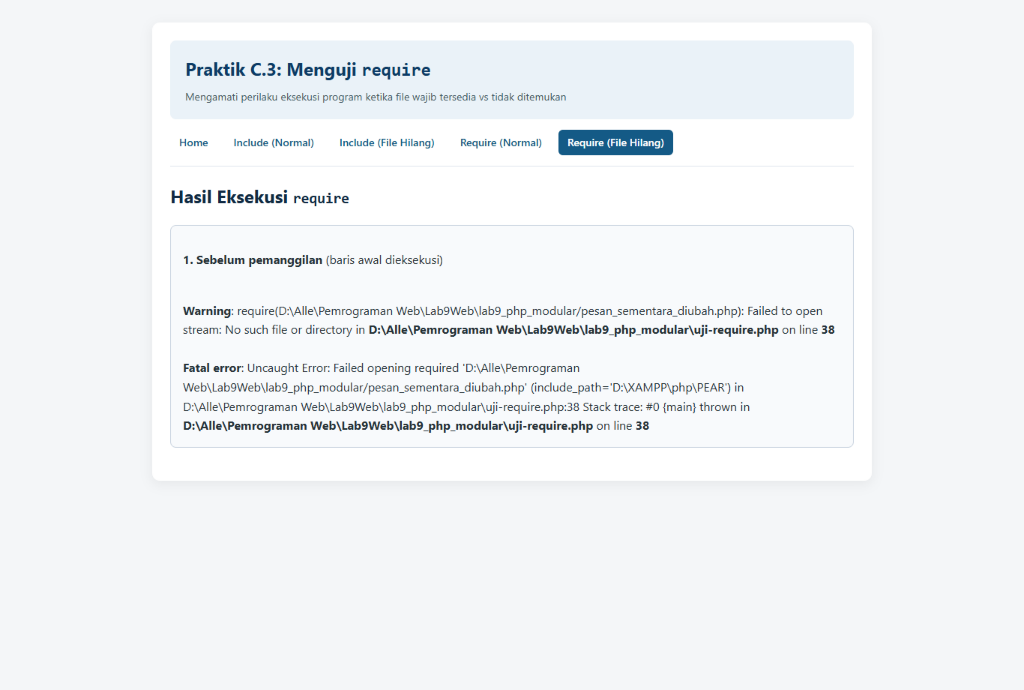 Praktik C.3: Menguji require
Mengamati perilaku eksekusi program ketika file wajib tersedia vs tidak ditemukan
Home Include (Normal) Include (File Hilang) Require (Normal) Require (File Hilang)
Hasil Eksekusi require
1. Sebelum pemanggilan (baris awal dieksekusi)
Warning: require(D:\Alle\Pemrograman Web\Lab9Web\lab9_php_modular/pesan_sementara_diubah.php): Failed to open
stream: No such file or directory in D:\Alle\Pemrograman Web\Lab9Web\lab9_php_modular\uji-require.php on line 38
Fatal error: Uncaught Error: Failed opening required 'D:\Alle\Pemrograman
Web\Lab9Web\lab9_php_modular/pesan_sementara_diubah.php' (include_path='D:\XAMPP\php\PEAR') in
D:\Alle\Pemrograman Web\Lab9Web\lab9_php_modular\uji-require.php:38 Stack trace: #0 {main} thrown in
D:\Alle\Pemrograman Web\Lab9Web\lab9_php_modular\uji-require.php on line 38